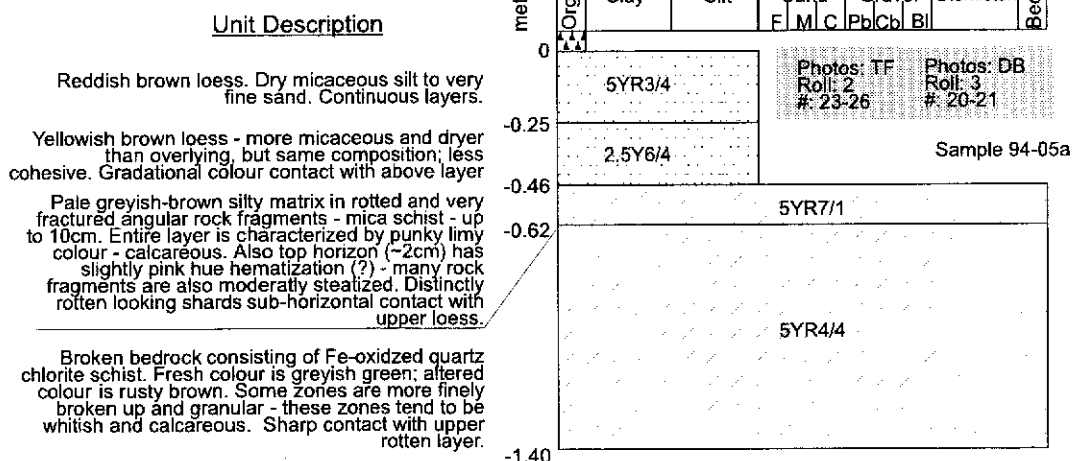 Unit Description
Reddish brown loess. Dry micaceous silt to very
fine sand. Continuous layers.
Yellowish brown loess - more micaceous and dryer
than overlying, but same composition; less
cohesive. Gradational colour contact with above layer
Pale greyish-brown silty matrix in rotted and very
fractured angular rock fragments - mica schist - up
to 10cm. Entire layer is characterized by punky limy
colour - calcareous. Also top horizon (~2cm) has
slightly pink hue hematization (?) - many rock
fragments are also moderatly steatized. Distinctly
rotten looking shards sub-horizontal contact with
upper loess.
Broken bedrock consisting of Fe-oxidzed quartz
chlorite schist. Fresh colour is greyish green; altered
colour is rusty brown. Some zones are more finely
broken up and granular - these zones tend to be
whitish and calcareous. Sharp contact with upper
rotten layer.
F M C Pb Cb Bl
0
5YR3/4
-0.25
2.5Y6/4
-0.46
5YR7/1
-0.62
5YR4/4
-1.40
Photos: TF
Roll: 2
#: 23-26
Photos: DB
Roll: 3
#: 20-21
Sample 94-05a